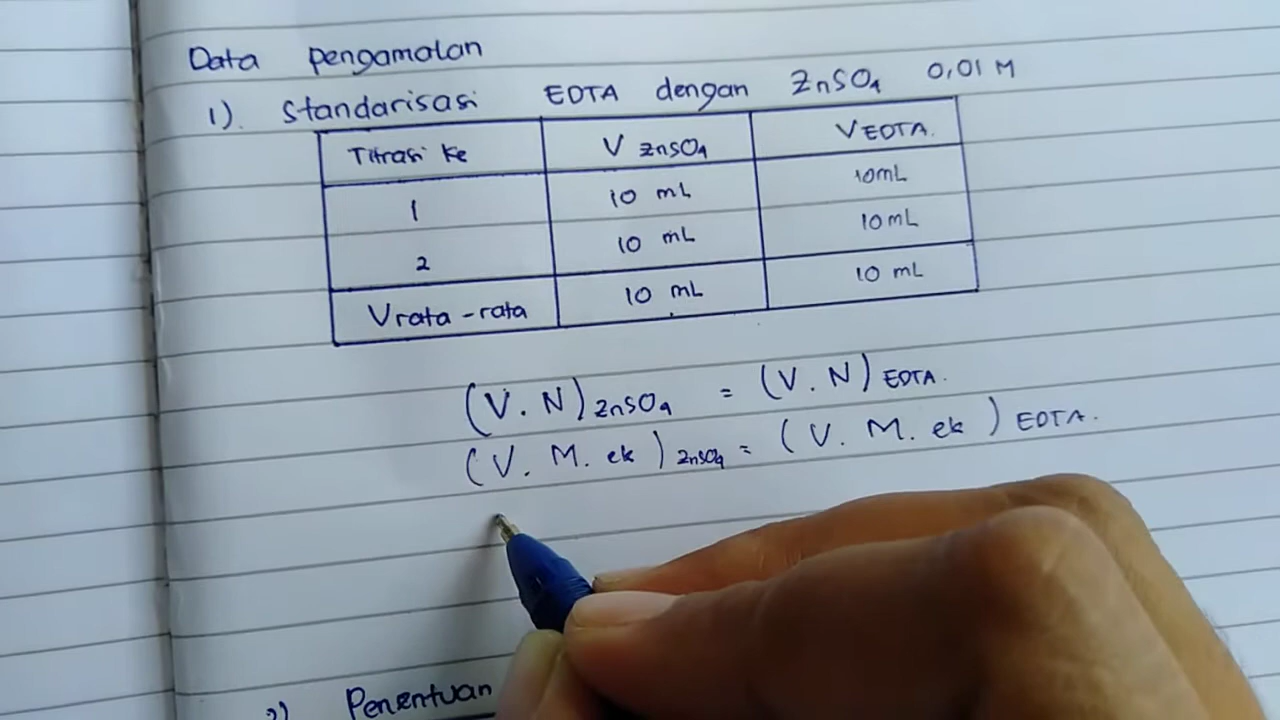 Data pengamatan
1). Standarisasi EDTA dengan ZnSO4 0,01 M
Titrasi ke V ZnSO4 V EDTA.
1 10 mL 10mL
2 10 mL 10mL
Vrata-rata 10 mL 10 mL
(V. N) ZnSO4 = (V. N) EDTA.
(V. M. ek) ZnSO4 = (V. M. ek) EDTA.
2) Penentuan